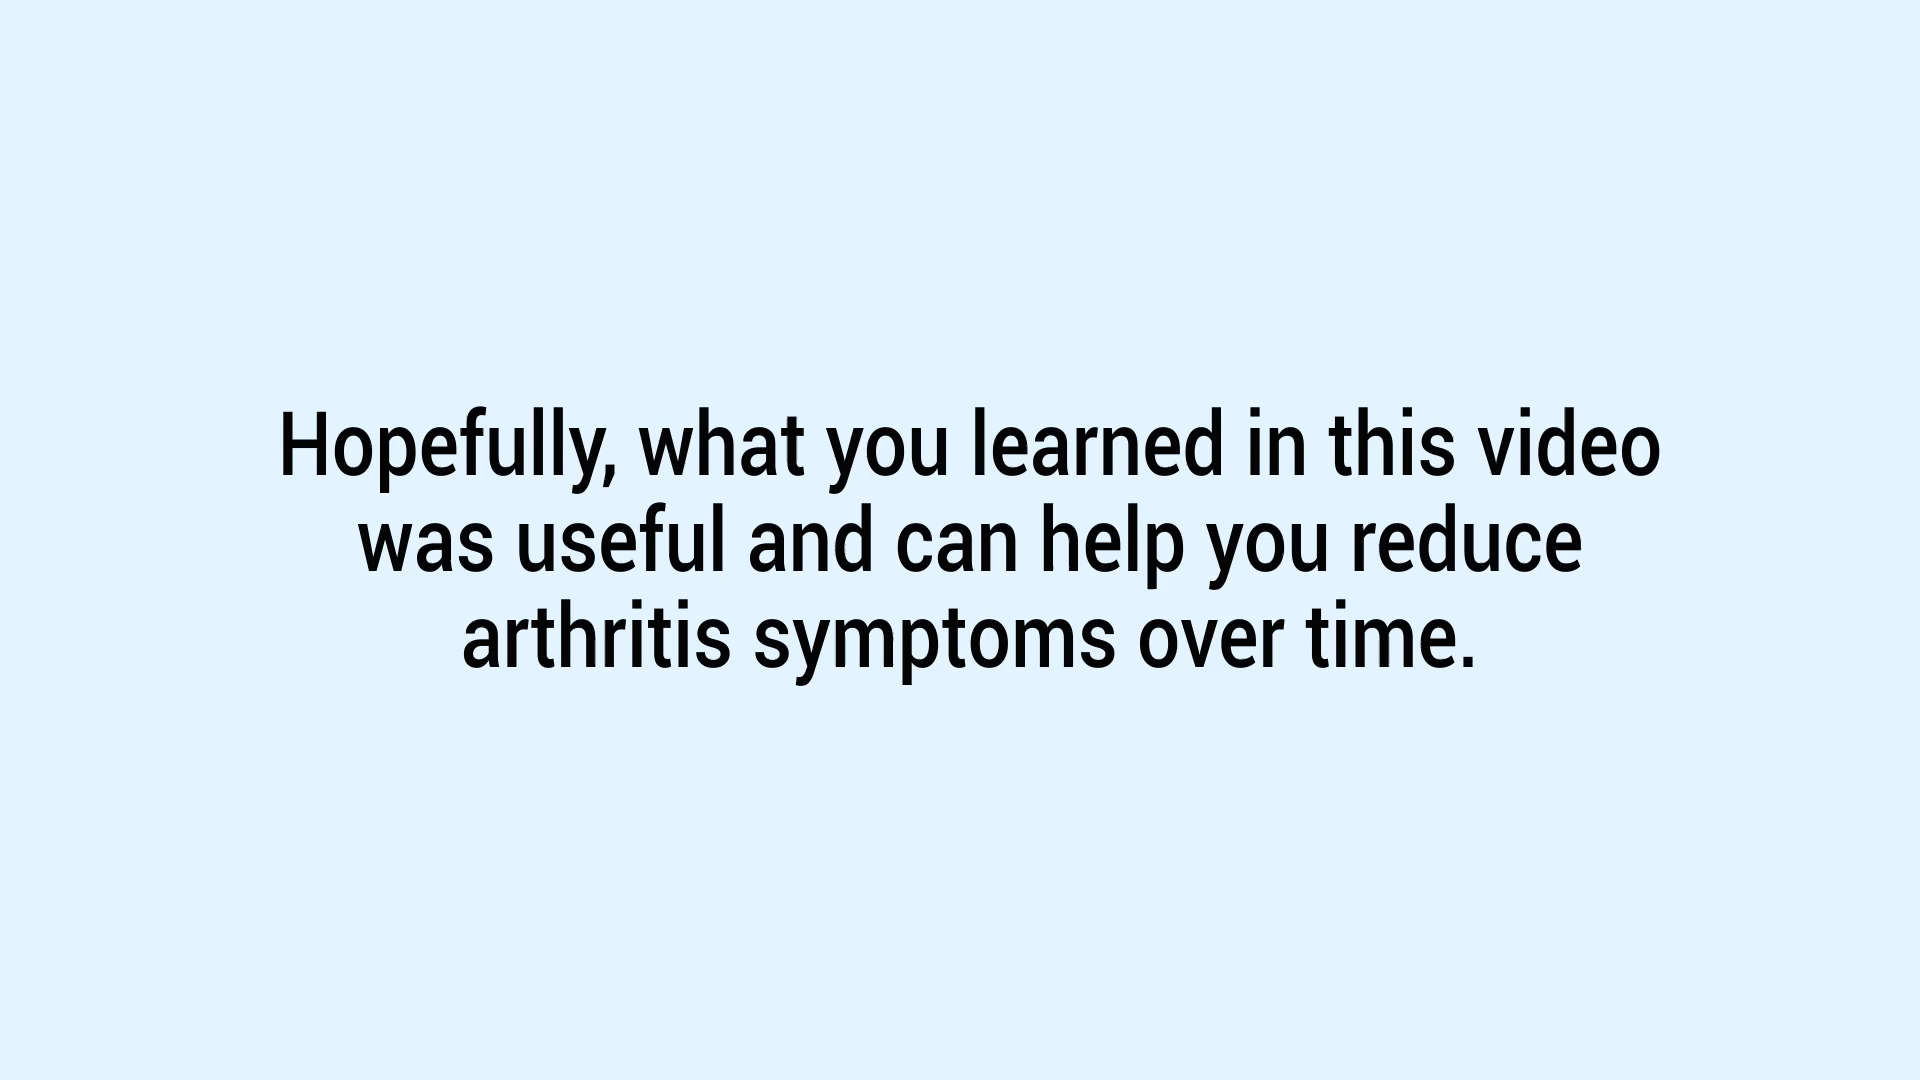 Hopefully, what you learned in this video
was useful and can help you reduce
arthritis symptoms over time.